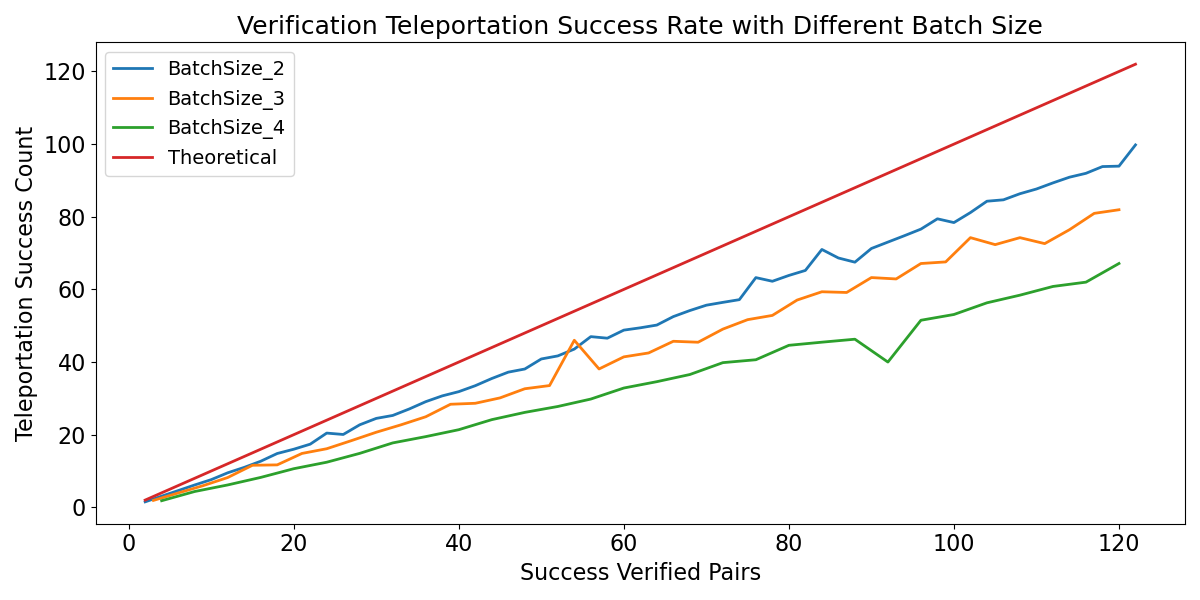 Verification Teleportation Success Rate with Different Batch Size
BatchSize_2
BatchSize_3
BatchSize_4
Theoretical
Teleportation Success Count
120
100
80
60
40
20
0
0 20 40 60 80 100 120
Success Verified Pairs